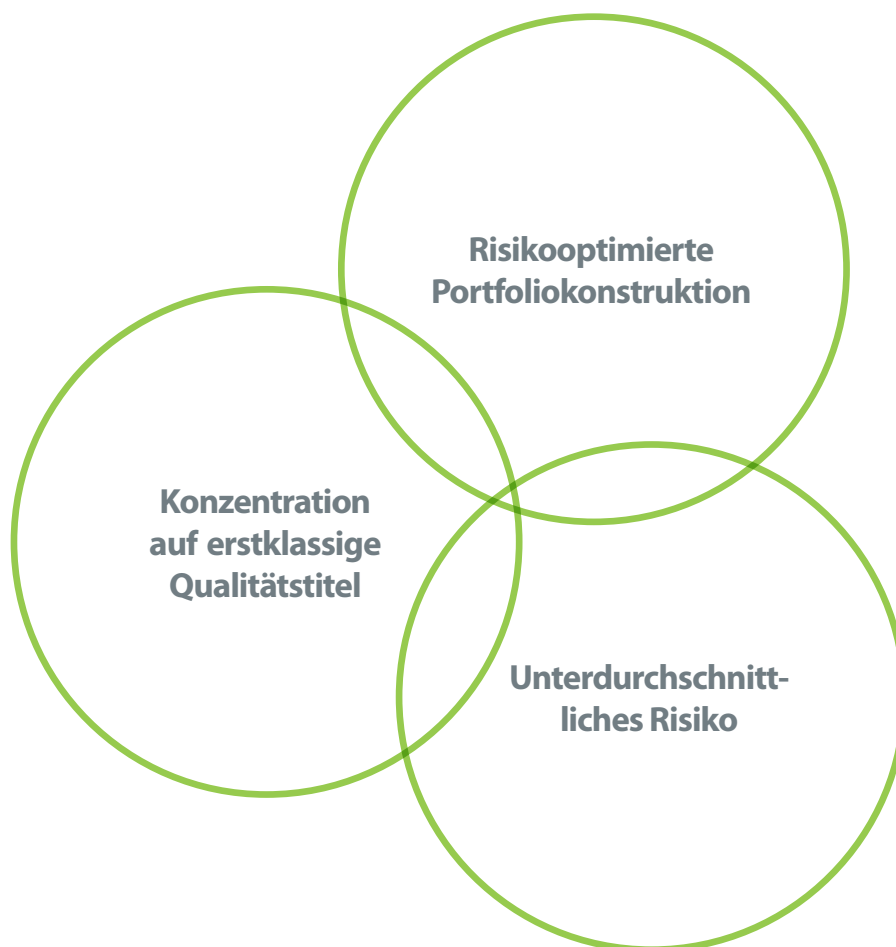 Risikooptimierte
Portfoliokonstruktion
Konzentration
auf erstklassige
Qualitätstitel
Unterdurchschnitt-
liches Risiko